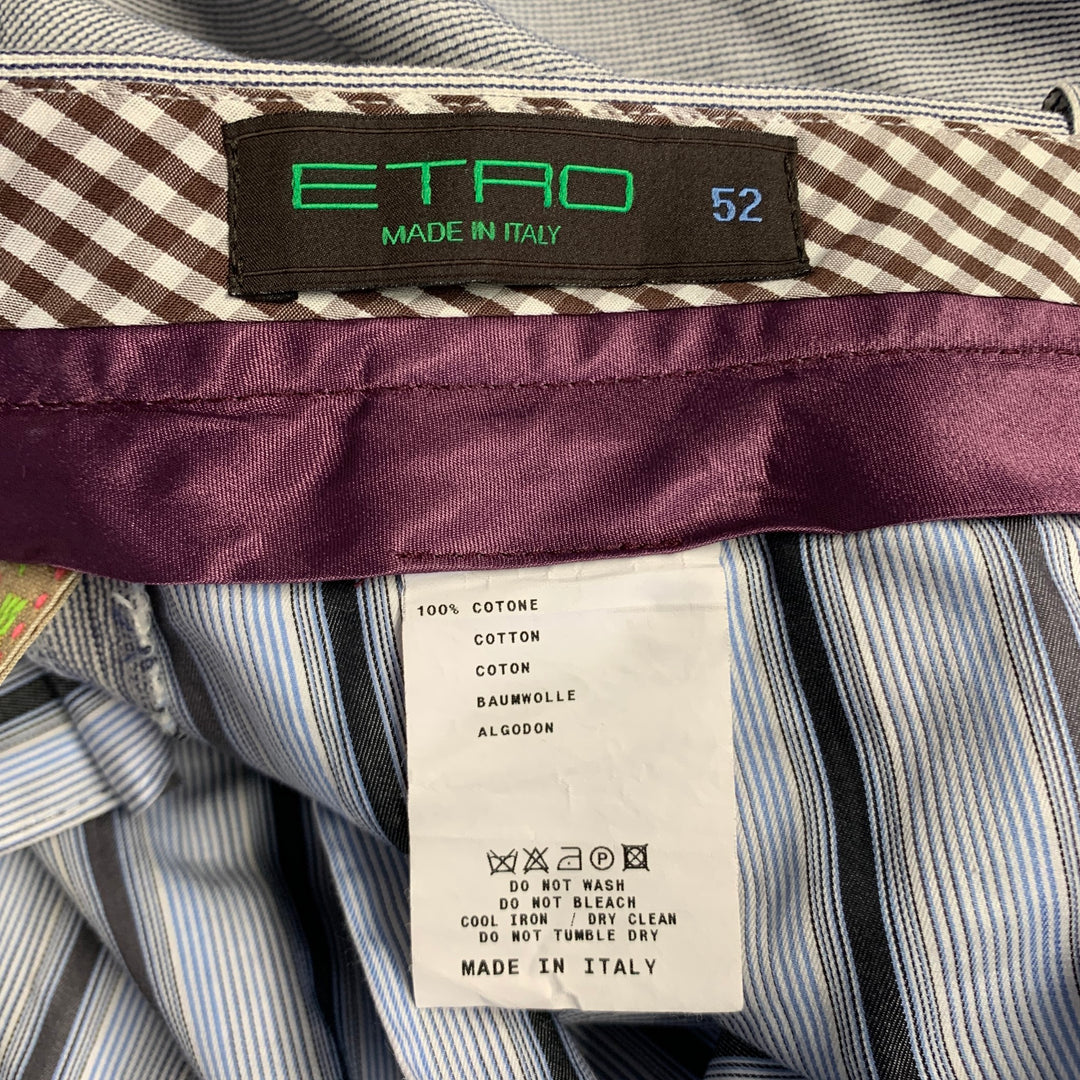 ETRO 52
MADE IN ITALY
100% COTONE
COTTON
COTON
BAUMWOLLE
ALGODON
P
DO NOT WASH
DO NOT BLEACH
COOL IRON / DRY CLEAN
DO NOT TUMBLE DRY
MADE IN ITALY